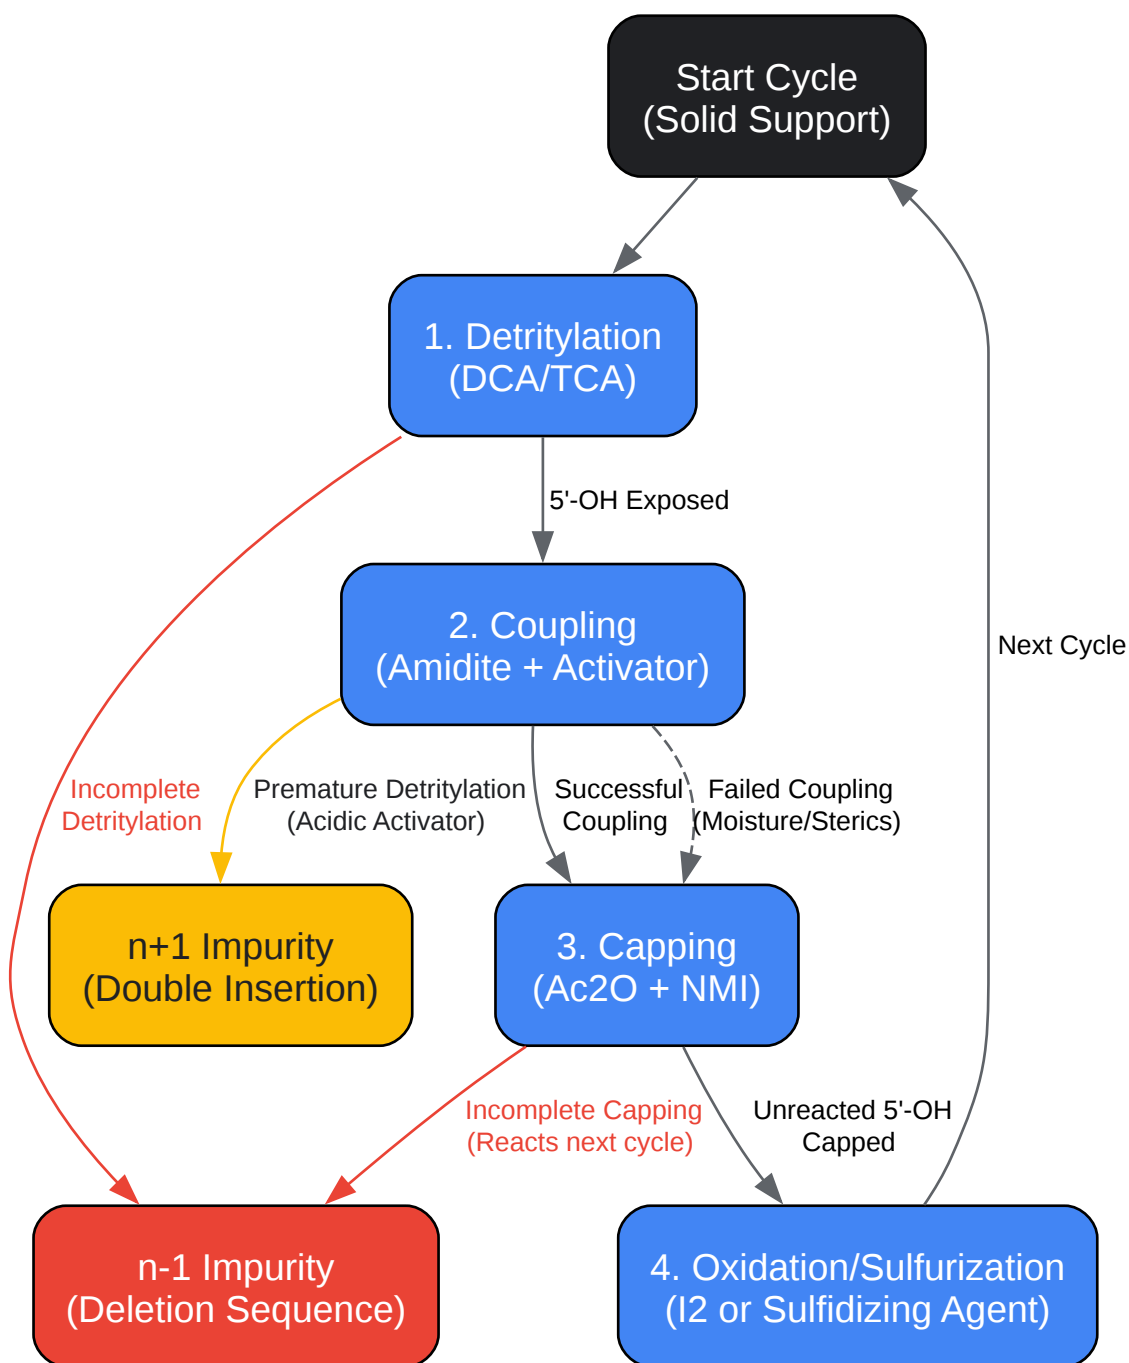 Start Cycle
(Solid Support)
1. Detritylation
(DCA/TCA)
5'-OH Exposed
2. Coupling
(Amidite + Activator)
Next Cycle
Incomplete
Detritylation
Premature Detritylation
(Acidic Activator)
Successful
Coupling
Failed Coupling
(Moisture/Sterics)
n+1 Impurity
(Double Insertion)
3. Capping
(Ac2O + NMI)
Incomplete Capping
(Reacts next cycle)
Unreacted 5'-OH
Capped
n-1 Impurity
(Deletion Sequence)
4. Oxidation/Sulfurization
(I2 or Sulfidizing Agent)